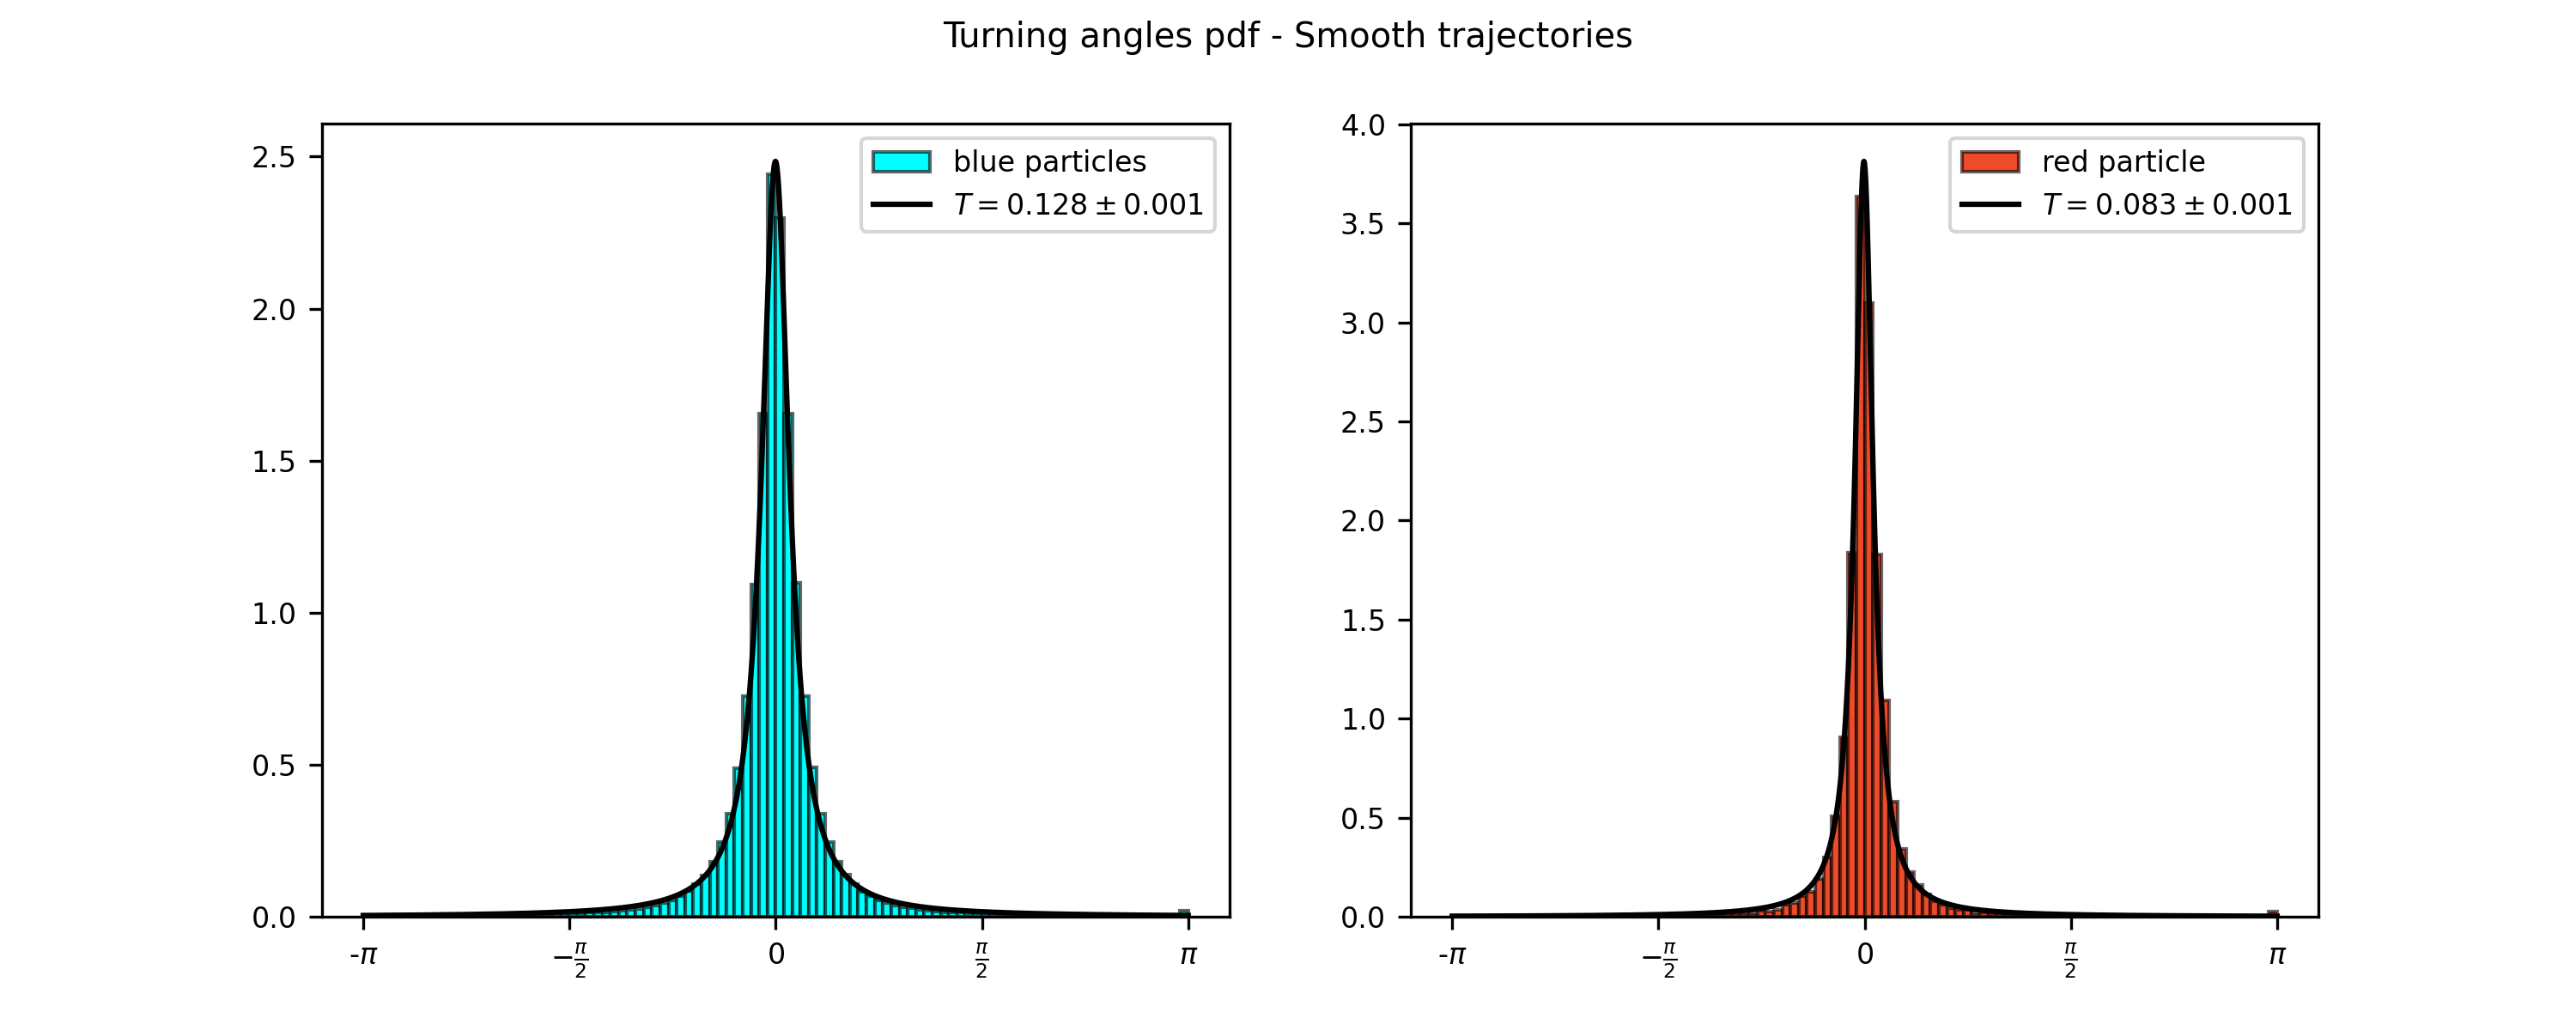 Turning angles pdf - Smooth trajectories
blue particles
T = 0.128 ± 0.001
2.5
2.0
1.5
1.0
0.5
0.0
-π
−π/2
0
π/2
π
red particle
T = 0.083 ± 0.001
4.0
3.5
3.0
2.5
2.0
1.5
1.0
0.5
0.0
-π
−π/2
0
π/2
π